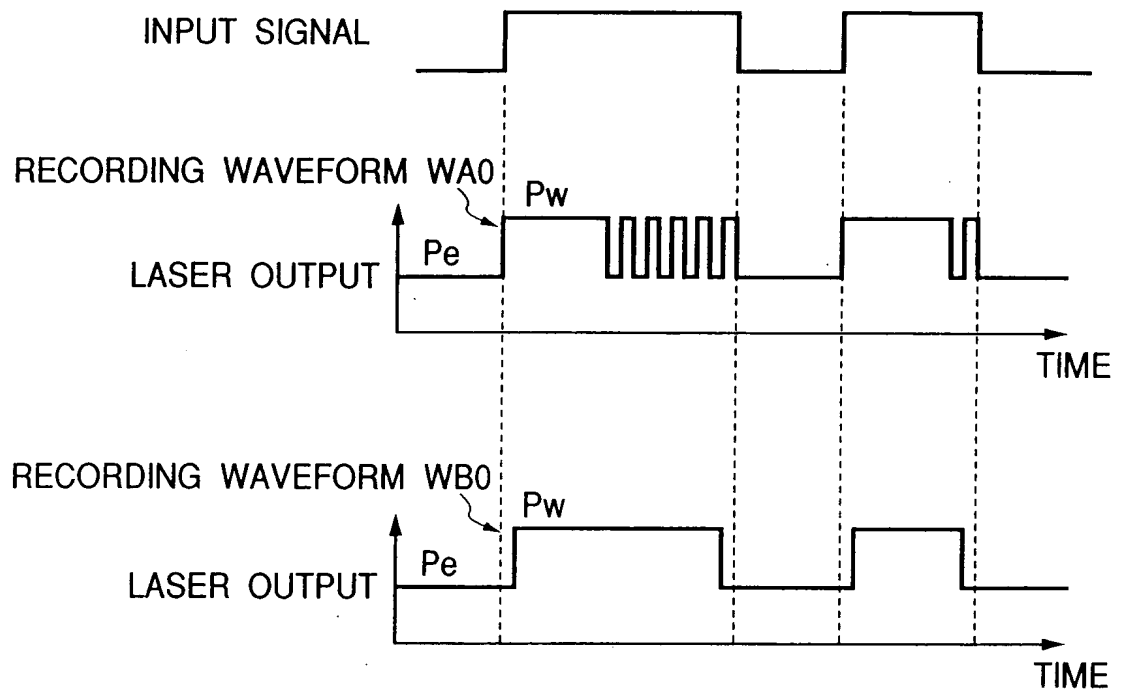 INPUT SIGNAL
RECORDING WAVEFORM WA0
Pw
Pe
LASER OUTPUT
TIME
RECORDING WAVEFORM WB0
Pw
Pe
LASER OUTPUT
TIME